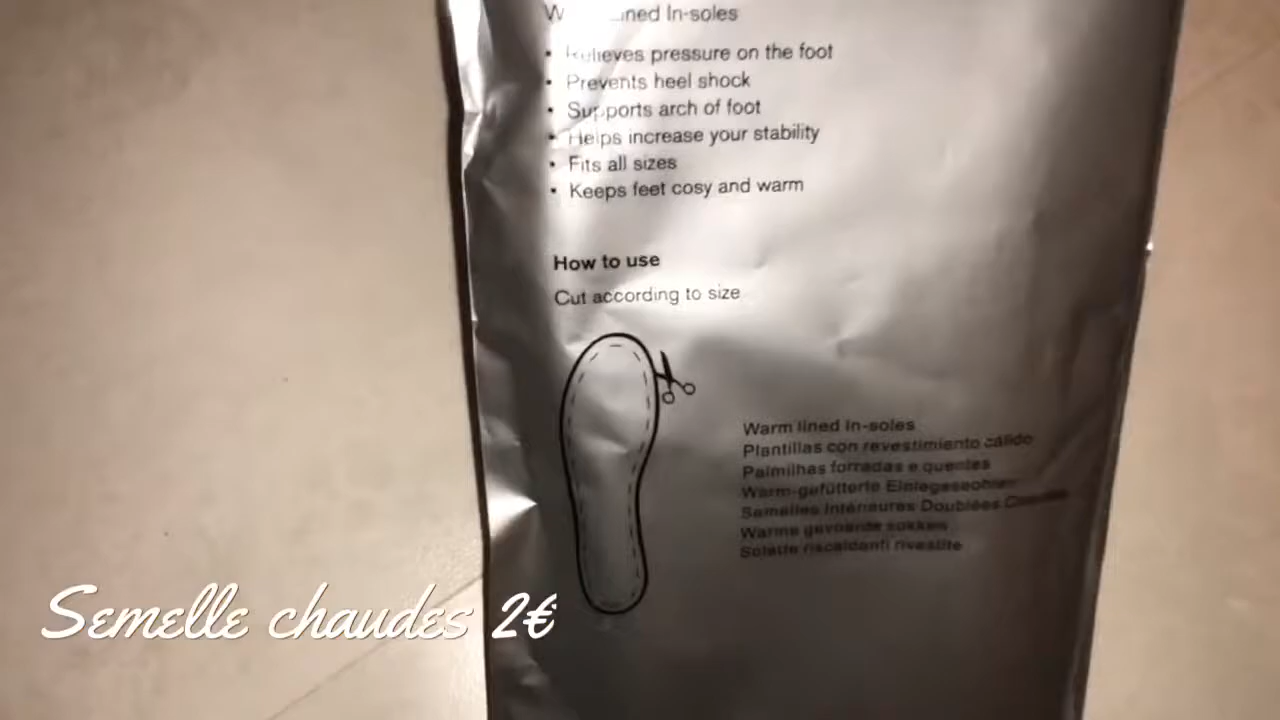 In-soles
• Relieves pressure on the foot
• Prevents heel shock
• Supports arch of foot
• Helps increase your stability
• Fits all sizes
• Keeps feet cosy and warm
How to use
Cut according to size
Warm lined In-soles
Plantillas con revestimiento cálido
Palmilhas forradas e quentes
Warm-gefütterte
Semelles Intérieures Doublées
Warme gevoerde sokken
Solette riscaldanti rivestite
Semelle chaudes 2€